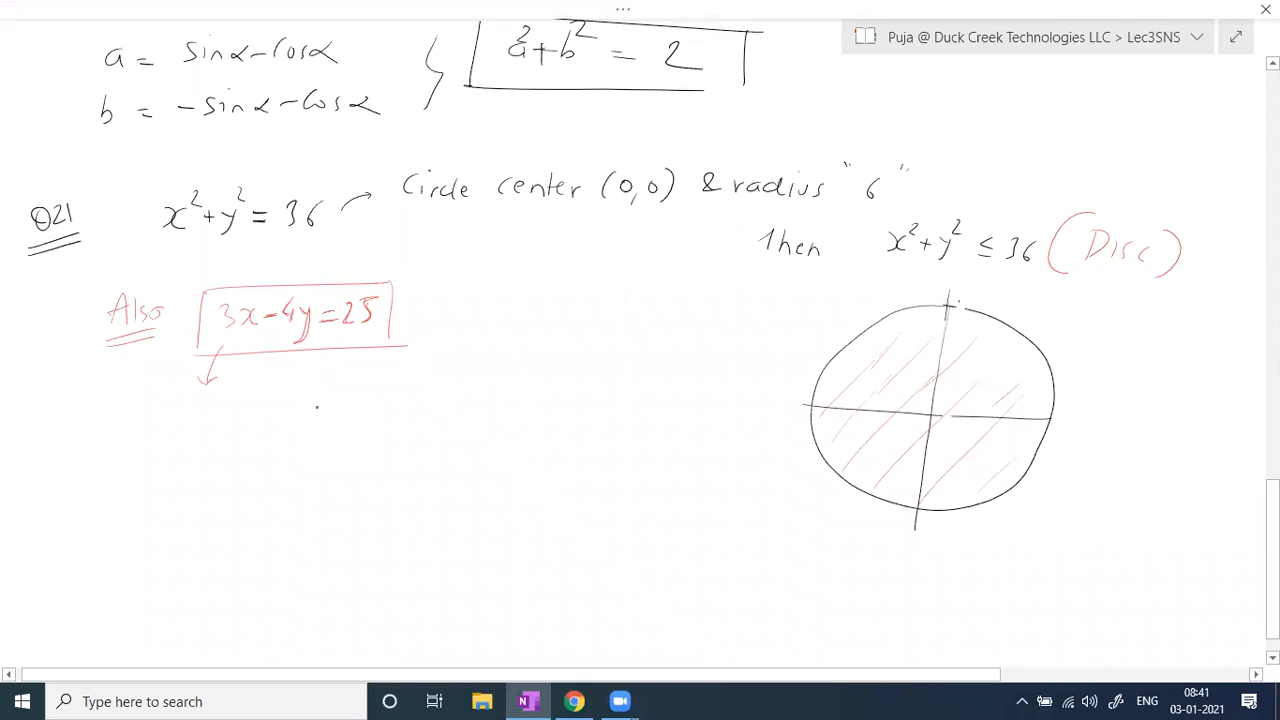 ...
Puja @ Duck Creek Technologies LLC > Lec3SNS
a = sinα-cosα
a²+b² = 2
b = -sinα-cosα
Q21
x²+y² = 36
Circle center (0,0) & radius "6"
Then x²+y² ≤ 36 (Disc)
Also 3x-4y=25
Type here to search
ENG
08:41
03-01-2021